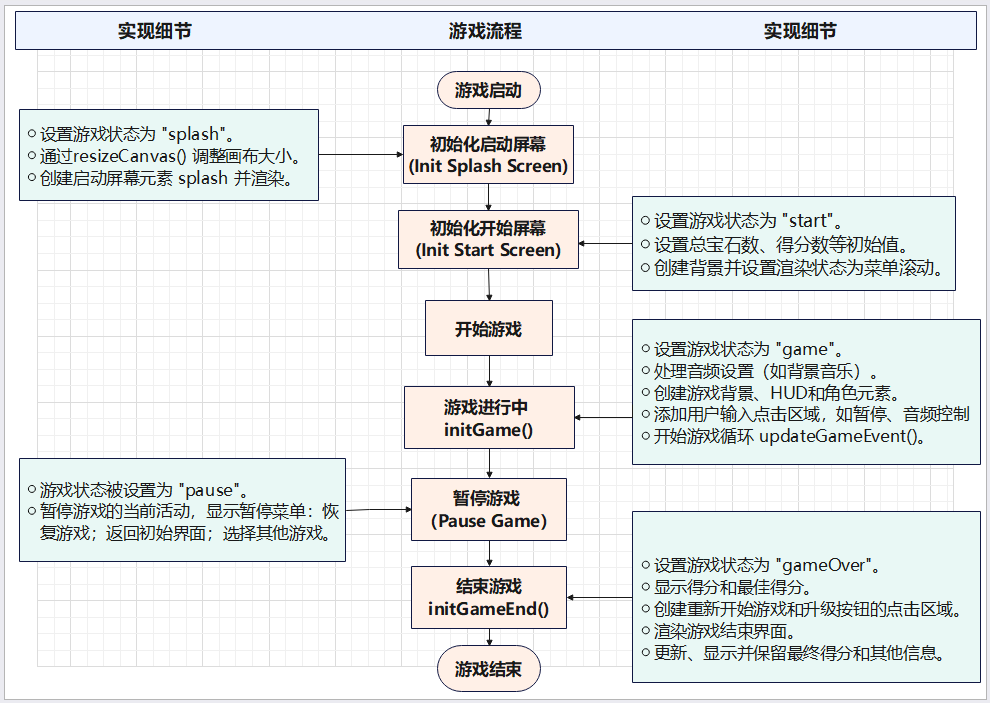 实现细节
游戏流程
实现细节
游戏启动
设置游戏状态为 "splash"。
通过resizeCanvas() 调整画布大小。
创建启动屏幕元素 splash 并渲染。
初始化启动屏幕
(Init Splash Screen)
初始化开始屏幕
(Init Start Screen)
设置游戏状态为 "start"。
设置总宝石数、得分数等初始值。
创建背景并设置渲染状态为菜单滚动。
开始游戏
设置游戏状态为 "game"。
处理音频设置（如背景音乐）。
创建游戏背景、HUD和角色元素。
添加用户输入点击区域，如暂停、音频控制
开始游戏循环 updateGameEvent()。
游戏进行中
initGame()
游戏状态被设置为 "pause"。
暂停游戏的当前活动，显示暂停菜单：恢
复游戏；返回初始界面；选择其他游戏。
暂停游戏
（Pause Game）
结束游戏
initGameEnd()
设置游戏状态为 "gameOver"。
显示得分和最佳得分。
创建重新开始游戏和升级按钮的点击区域。
渲染游戏结束界面。
更新、显示并保留最终得分和其他信息。
游戏结束